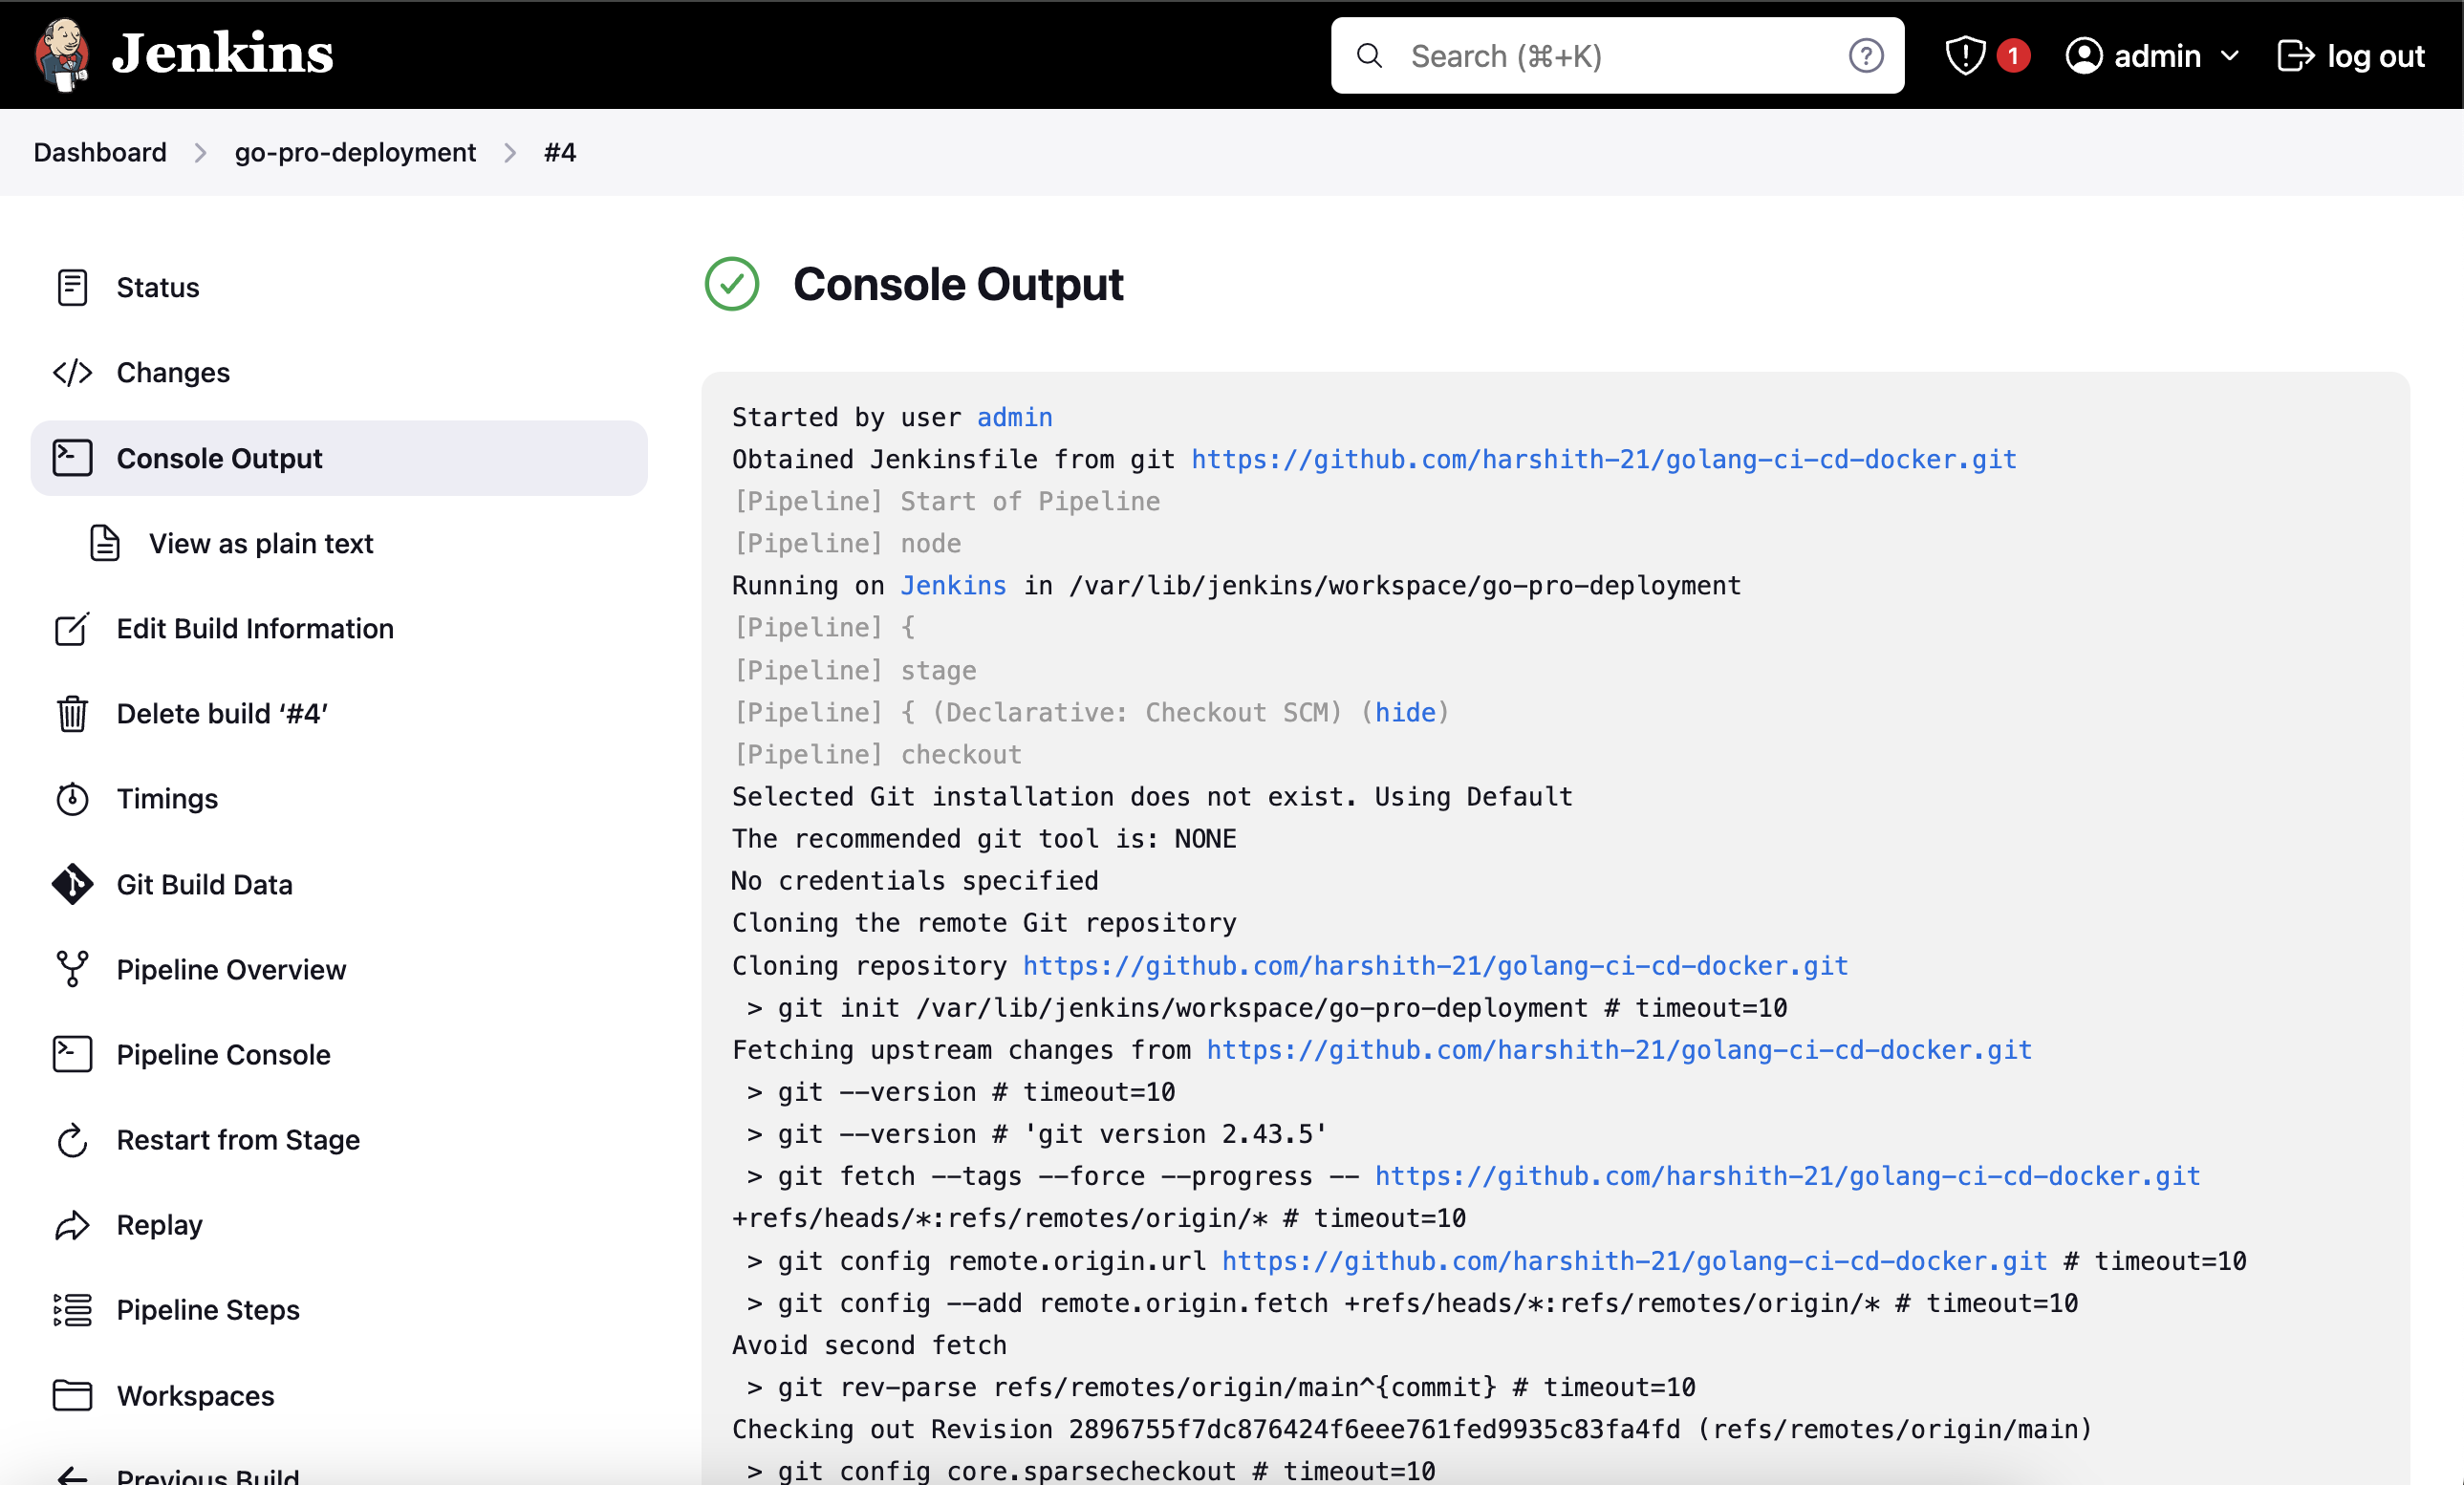 Jenkins
Search (⌘+K)
1
admin
log out
Dashboard
go-pro-deployment
#4
Status
Changes
Console Output
View as plain text
Edit Build Information
Delete build ‘#4’
Timings
Git Build Data
Pipeline Overview
Pipeline Console
Restart from Stage
Replay
Pipeline Steps
Workspaces
Previous Build
Console Output
Started by user admin
Obtained Jenkinsfile from git https://github.com/harshith-21/golang-ci-cd-docker.git
[Pipeline] Start of Pipeline
[Pipeline] node
Running on Jenkins in /var/lib/jenkins/workspace/go-pro-deployment
[Pipeline] {
[Pipeline] stage
[Pipeline] { (Declarative: Checkout SCM) (hide)
[Pipeline] checkout
Selected Git installation does not exist. Using Default
The recommended git tool is: NONE
No credentials specified
Cloning the remote Git repository
Cloning repository https://github.com/harshith-21/golang-ci-cd-docker.git
> git init /var/lib/jenkins/workspace/go-pro-deployment # timeout=10
Fetching upstream changes from https://github.com/harshith-21/golang-ci-cd-docker.git
> git --version # timeout=10
> git --version # 'git version 2.43.5'
> git fetch --tags --force --progress -- https://github.com/harshith-21/golang-ci-cd-docker.git
+refs/heads/*:refs/remotes/origin/* # timeout=10
> git config remote.origin.url https://github.com/harshith-21/golang-ci-cd-docker.git # timeout=10
> git config --add remote.origin.fetch +refs/heads/*:refs/remotes/origin/* # timeout=10
Avoid second fetch
> git rev-parse refs/remotes/origin/main^{commit} # timeout=10
Checking out Revision 2896755f7dc876424f6eee761fed9935c83fa4fd (refs/remotes/origin/main)
> git config core.sparsecheckout # timeout=10